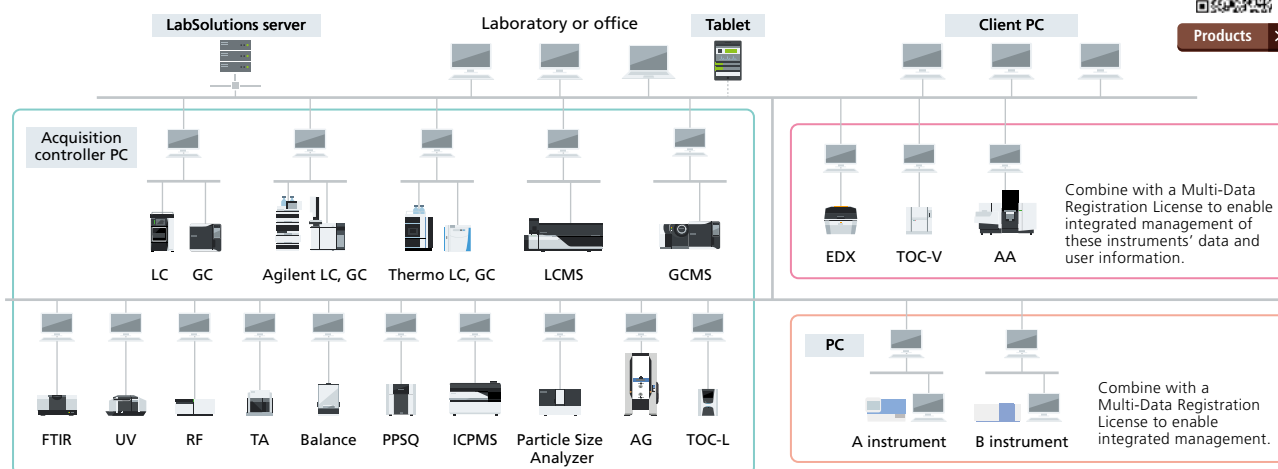 LabSolutions server
Laboratory or office
Tablet
Client PC
Products
Acquisition
controller PC
LC
GC
Agilent LC, GC
Thermo LC, GC
LCMS
GCMS
EDX
TOC-V
AA
Combine with a Multi-Data
Registration License to enable
integrated management of
these instruments’ data and
user information.
FTIR
UV
RF
TA
Balance
PPSQ
ICPMS
Particle Size
Analyzer
AG
TOC-L
PC
A instrument
B instrument
Combine with a
Multi-Data Registration
License to enable
integrated management.